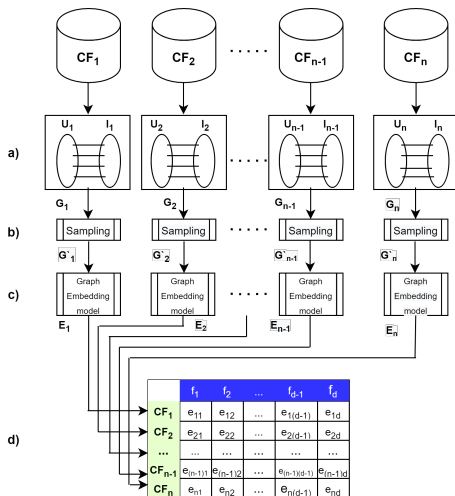 CF1 CF2 ..... CFn-1 CFn
U1 I1 U2 I2 Un-1 In-1 Un In
a) .....
G1 G2 Gn-1 Gn
b) Sampling Sampling ..... Sampling Sampling
G`1 G`2 G`n-1 G`n
c) Graph Embedding model Graph Embedding model ..... Graph Embedding model Graph Embedding model
E1 E2 En-1 En
f1 f2 ... fd-1 fd
CF1 e11 e12 ... e1(d-1) e1d
CF2 e21 e22 ... e2(d-1) e2d
d) ... ... ... ... ... ...
CFn-1 e(n-1)1 e(n-1)2 ... e(n-1)(d-1) e(n-1)d
CFn en1 en2 ... en(d-1) end